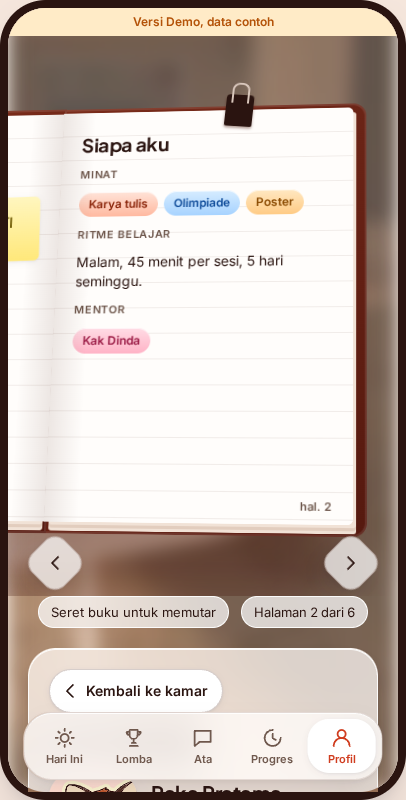 Versi Demo, data contoh
Siapa aku
MINAT
Karya tulis Olimpiade Poster
RITME BELAJAR
Malam, 45 menit per sesi, 5 hari
seminggu.
MENTOR
Kak Dinda
hal. 2
Seret buku untuk memutar Halaman 2 dari 6
Kembali ke kamar
Hari Ini Lomba Ata Progres Profil